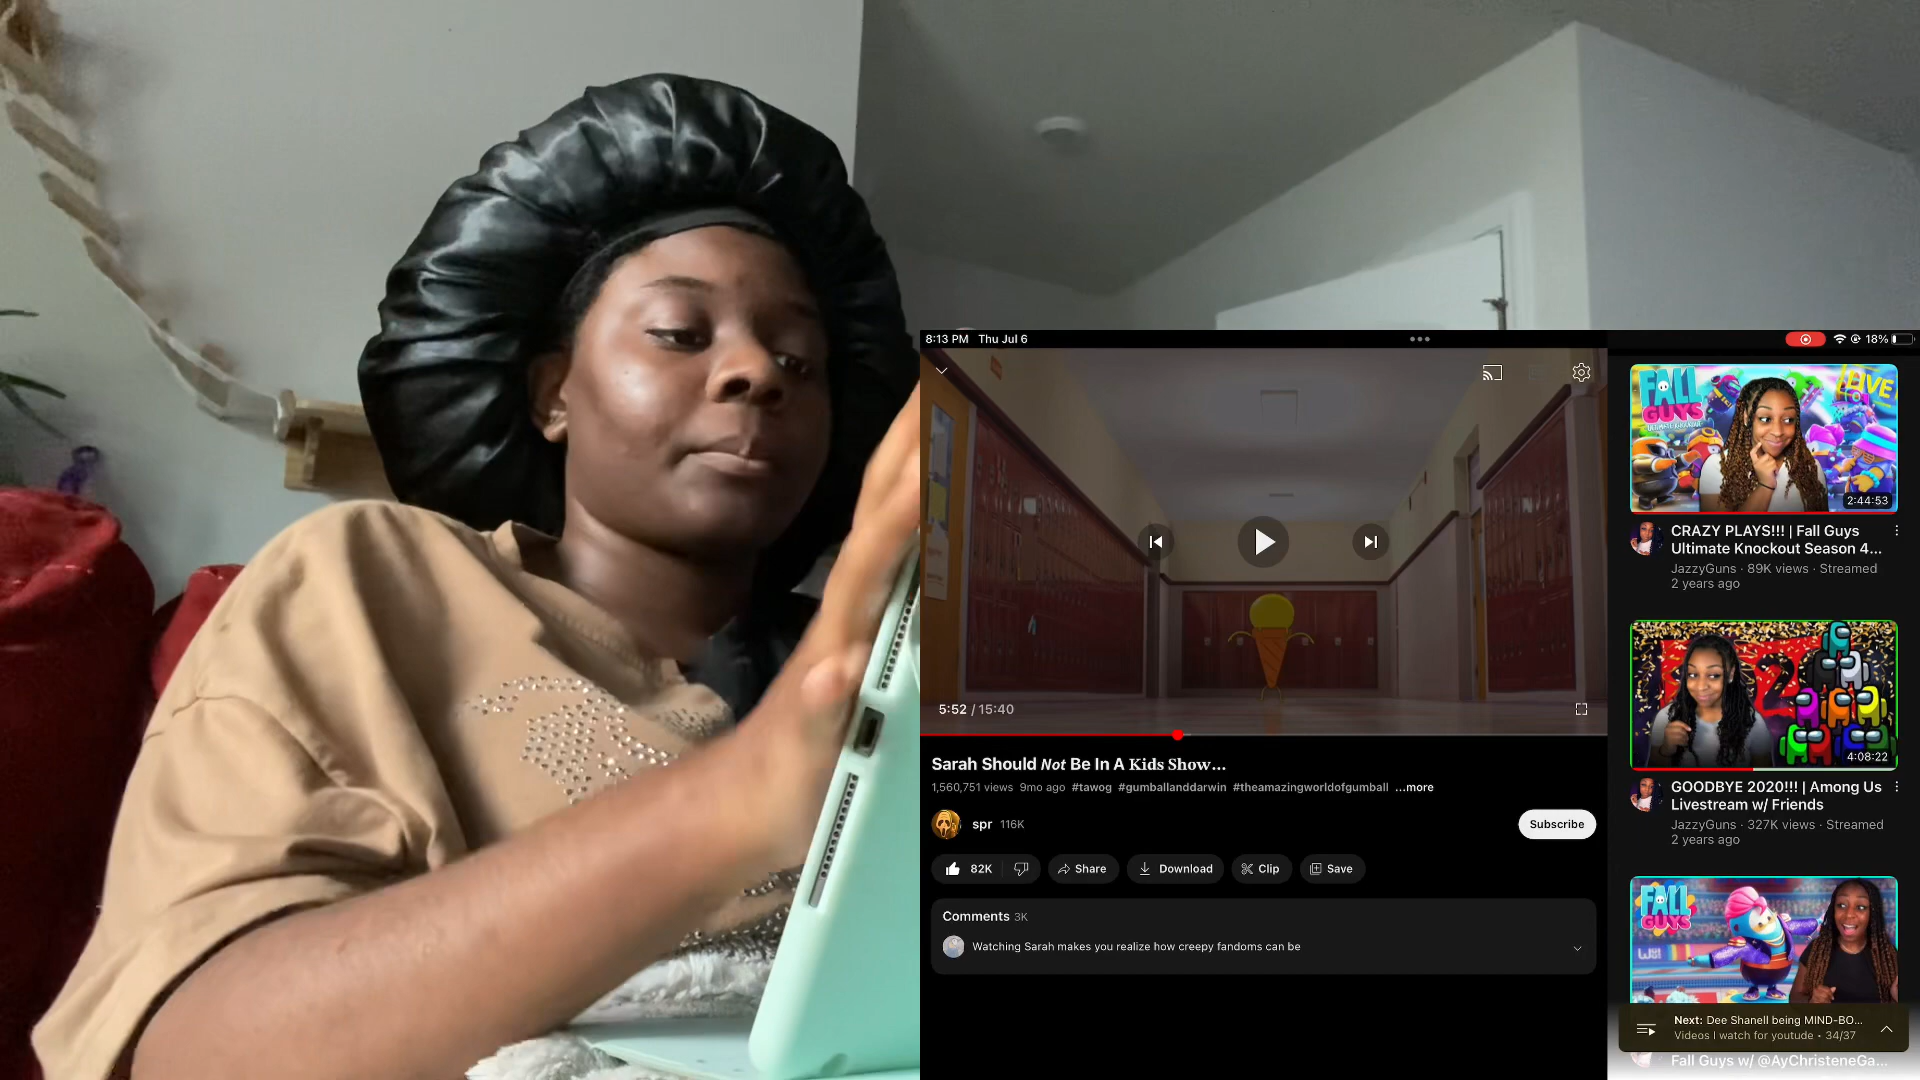 8:13 PM Thu Jul 6
18%
5:52 / 15:40
Sarah Should Not Be In A Kids Show...
1,560,751 views 9mo ago #tawog #gumballanddarwin #theamazingworldofgumball ...more
spr 116K
Subscribe
82K
Share
Download
Clip
Save
Comments 3K
Watching Sarah makes you realize how creepy fandoms can be
FALL GUYS
ULTIMATE KNOCKOUT
LIVE
2:44:53
CRAZY PLAYS!!! | Fall Guys
Ultimate Knockout Season 4...
JazzyGuns · 89K views · Streamed
2 years ago
4:08:22
GOODBYE 2020!!! | Among Us
Livestream w/ Friends
JazzyGuns · 327K views · Streamed
2 years ago
FALL GUYS
Next: Dee Shanell being MIND-BO...
Videos I watch for youtude • 34/37
Fall Guys w/ @AyChristeneGa...